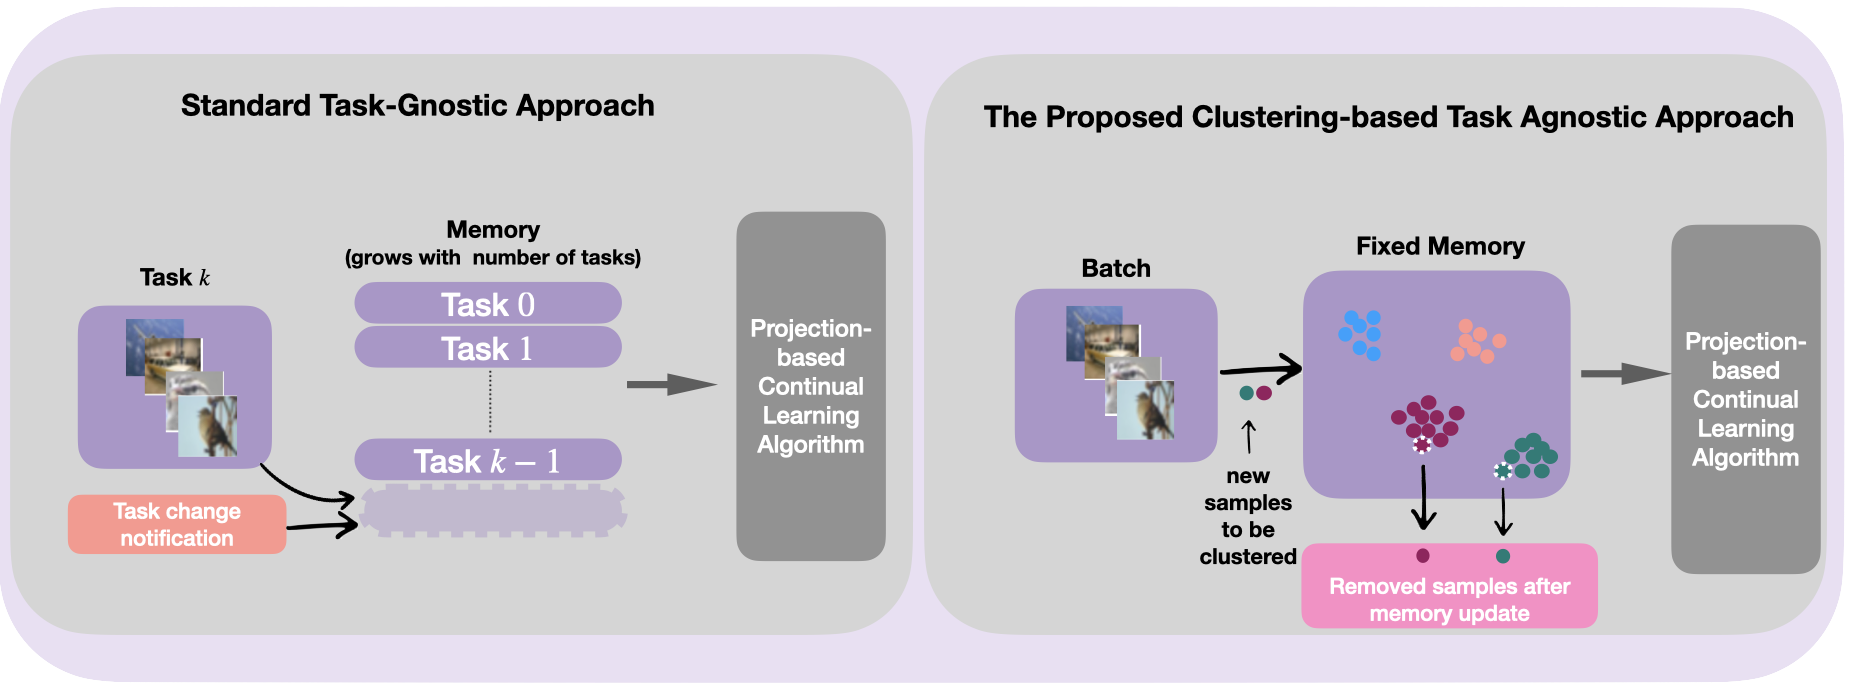 Standard Task-Gnostic Approach
Task k
Memory
(grows with number of tasks)
Task 0
Task 1
Task k − 1
Task change
notification
Projection-
based
Continual
Learning
Algorithm
The Proposed Clustering-based Task Agnostic Approach
Batch
new
samples
to be
clustered
Fixed Memory
Removed samples after
memory update
Projection-
based
Continual
Learning
Algorithm